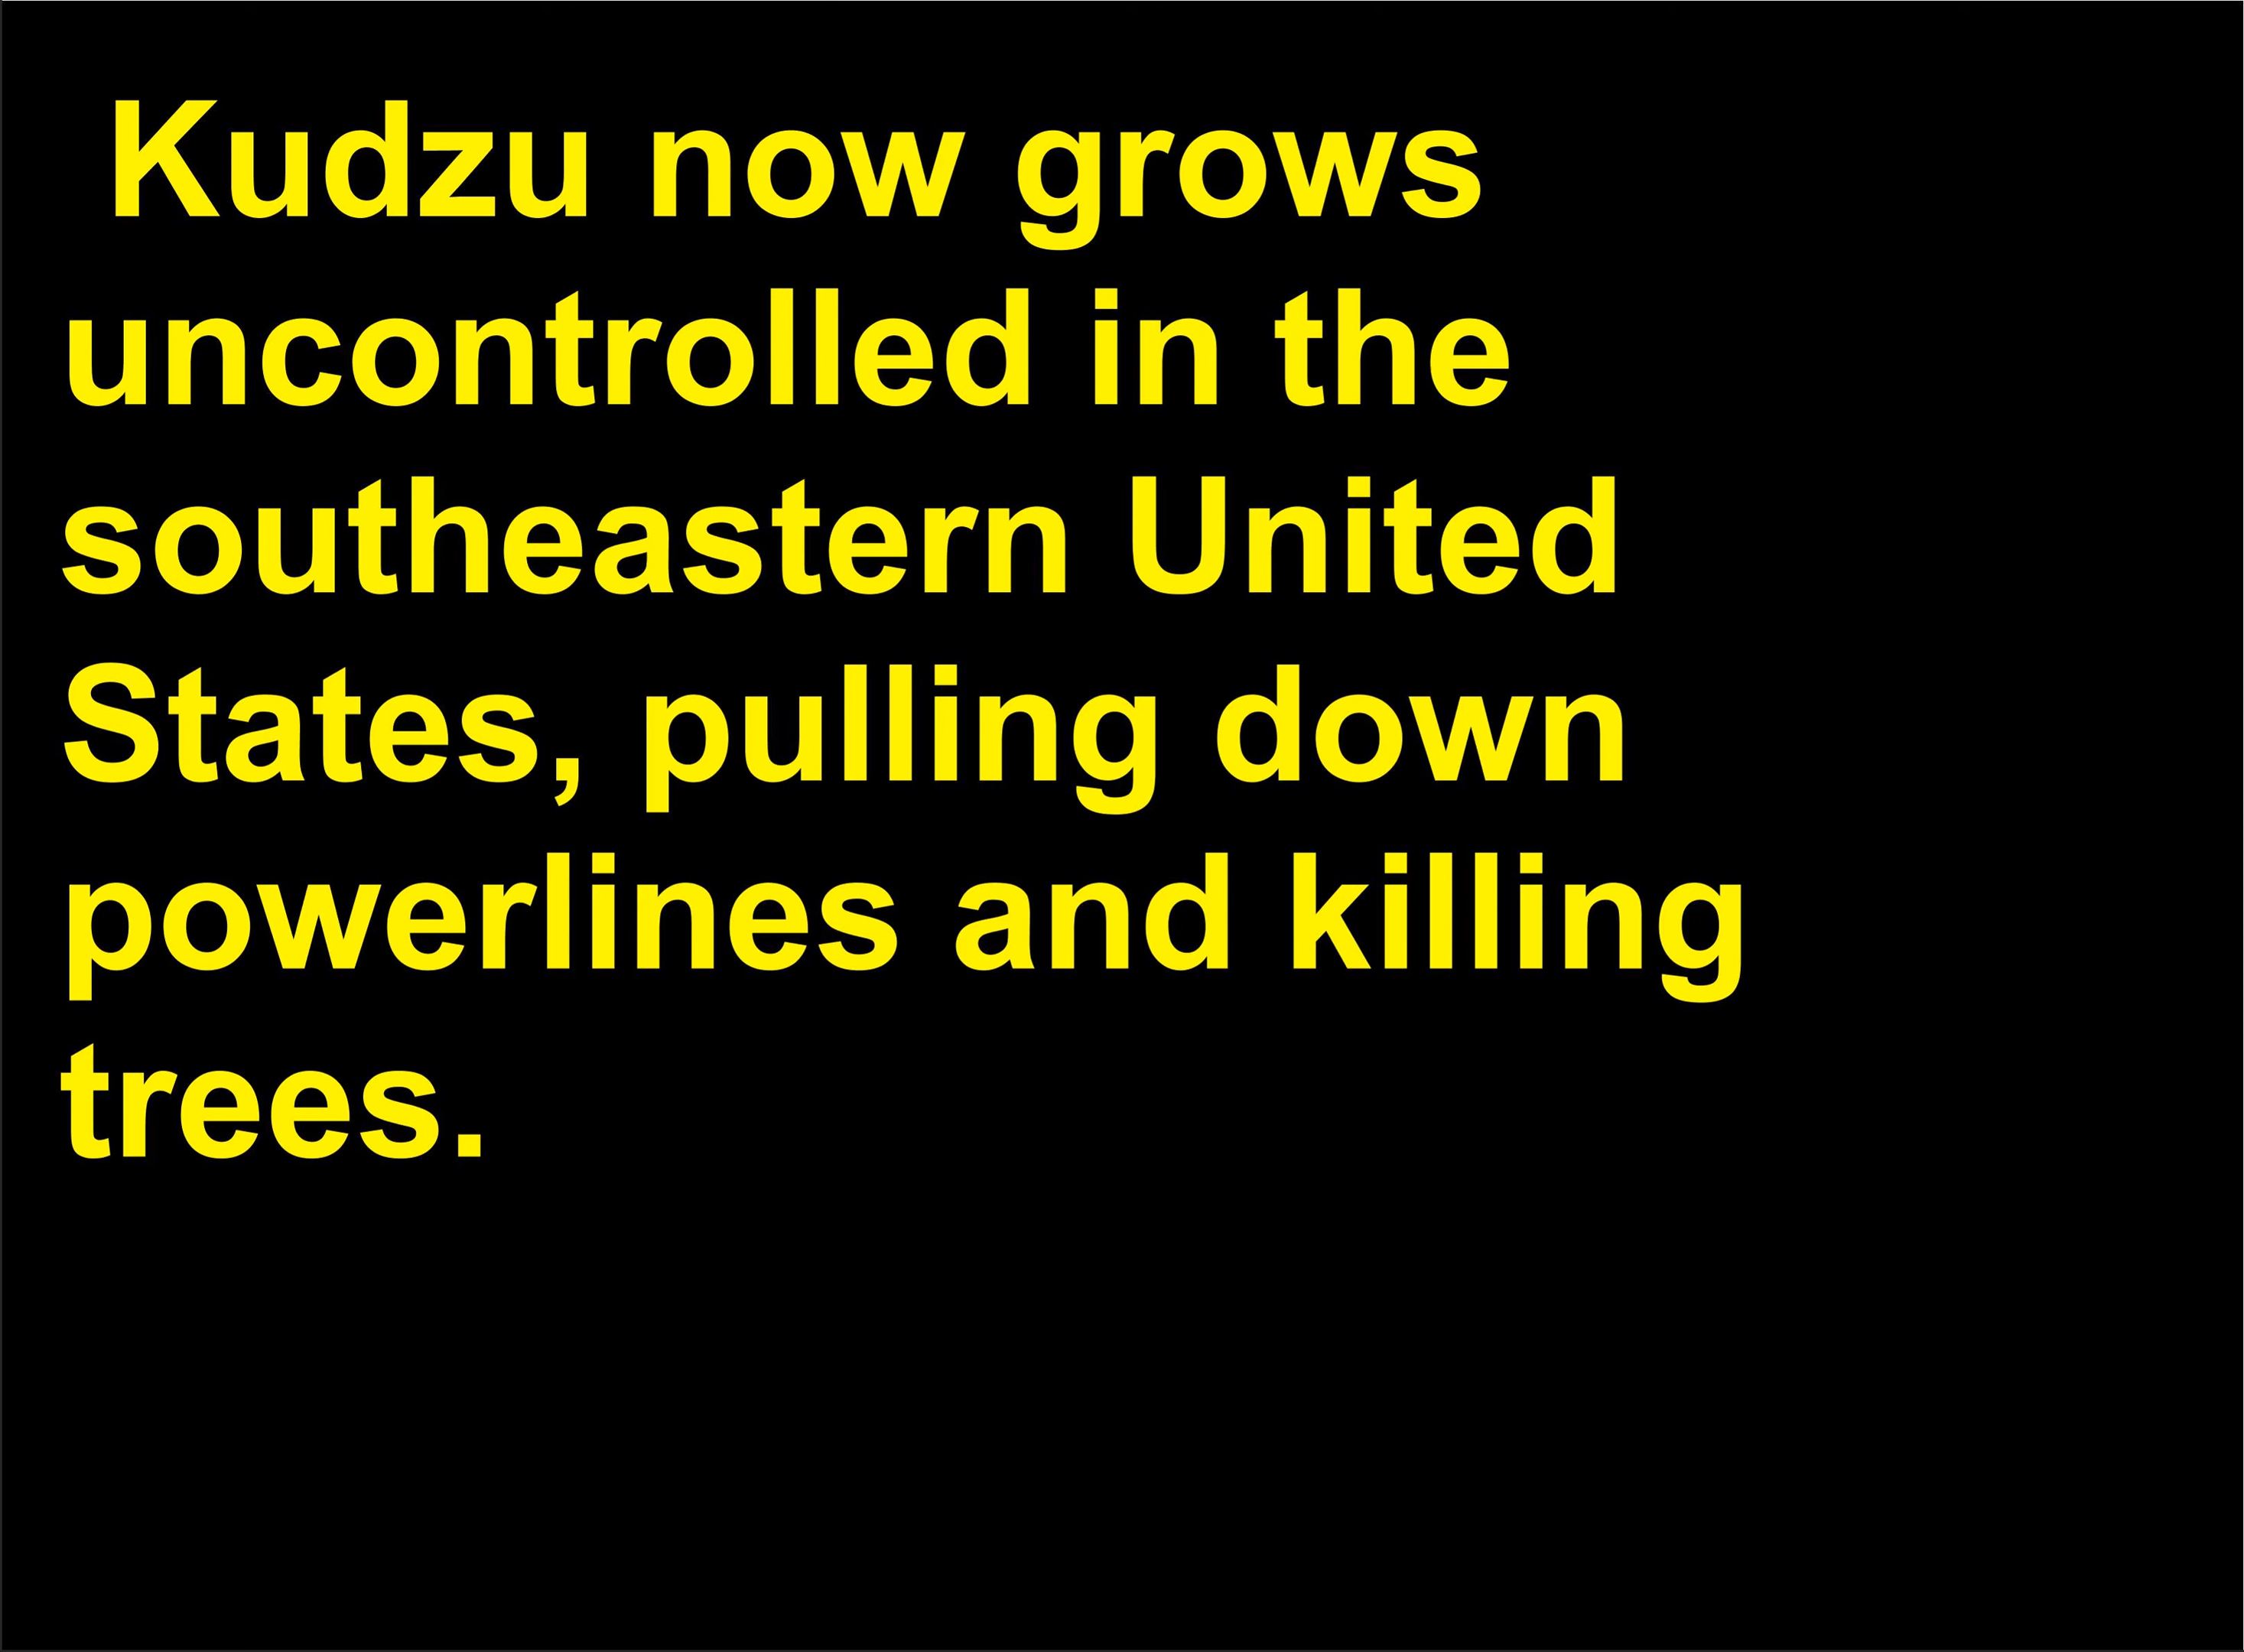 Kudzu now grows
uncontrolled in the
southeastern United
States, pulling down
powerlines and killing
trees.